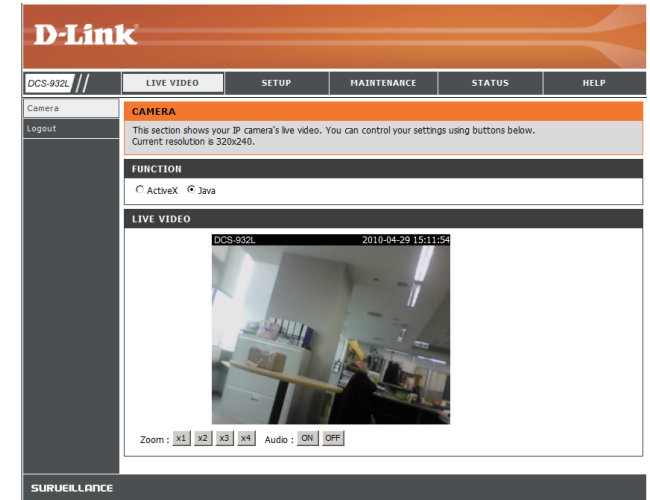 D-Link
DCS-932L
LIVE VIDEO
SETUP
MAINTENANCE
STATUS
HELP
Camera
Logout
CAMERA
This section shows your IP camera's live video. You can control your settings using buttons below.
Current resolution is 320x240.
FUNCTION
ActiveX Java
LIVE VIDEO
DCS-932L 2010-04-29 15:11:54
Zoom : x1 x2 x3 x4 Audio : ON OFF
SURVEILLANCE